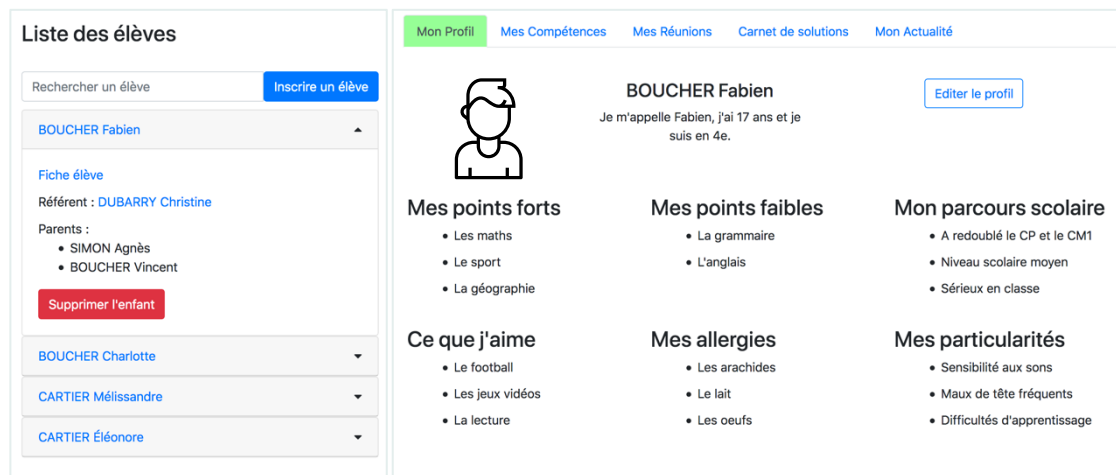 Liste des élèves
Rechercher un élève
Inscrire un élève
BOUCHER Fabien
Fiche élève
Référent : DUBARRY Christine
Parents :
SIMON Agnès
BOUCHER Vincent
Supprimer l'enfant
BOUCHER Charlotte
CARTIER Mélissandre
CARTIER Éléonore
Mon Profil
Mes Compétences
Mes Réunions
Carnet de solutions
Mon Actualité
BOUCHER Fabien
Je m'appelle Fabien, j'ai 17 ans et je
suis en 4e.
Editer le profil
Mes points forts
Les maths
Le sport
La géographie
Mes points faibles
La grammaire
L'anglais
Mon parcours scolaire
A redoublé le CP et le CM1
Niveau scolaire moyen
Sérieux en classe
Ce que j'aime
Le football
Les jeux vidéos
La lecture
Mes allergies
Les arachides
Le lait
Les oeufs
Mes particularités
Sensibilité aux sons
Maux de tête fréquents
Difficultés d'apprentissage